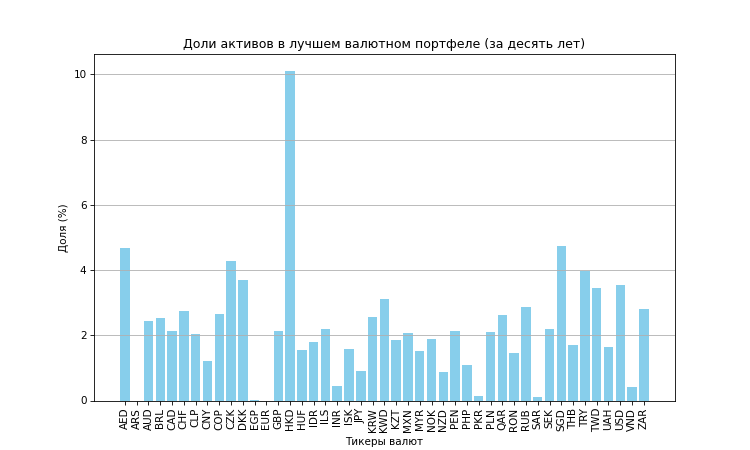 Доли активов в лучшем валютном портфеле (за десять лет)
10
8
6
4
2
0
Доля (%)
AED ARS AUD BRL CAD CHF CLP CNY COP CZK DKK EGP EUR GBP HKD HUF IDR ILS INR ISK JPY KRW KWD KZT MXN MYR NOK NZD PEN PHP PKR PLN QAR RON RUB SAR SEK SGD THB TRY TWD UAH USD VND ZAR
Тикеры валют